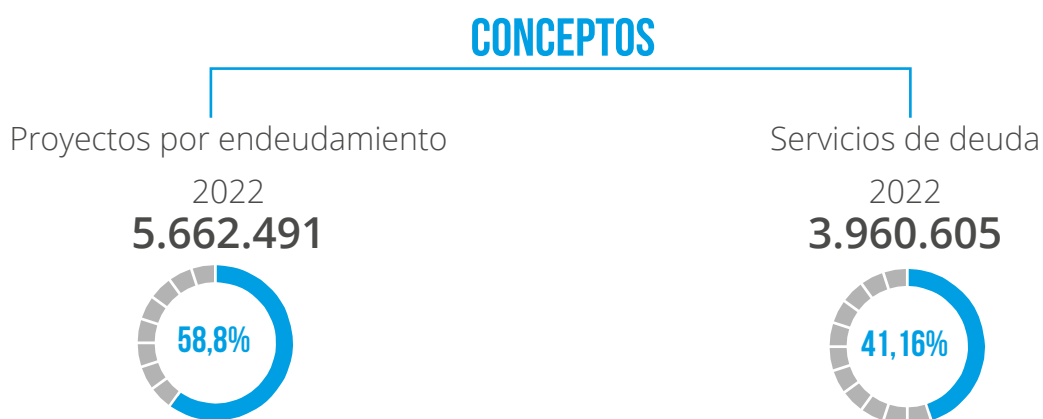 CONCEPTOS
Proyectos por endeudamiento
2022
5.662.491
58,8%
Servicios de deuda
2022
3.960.605
41,16%